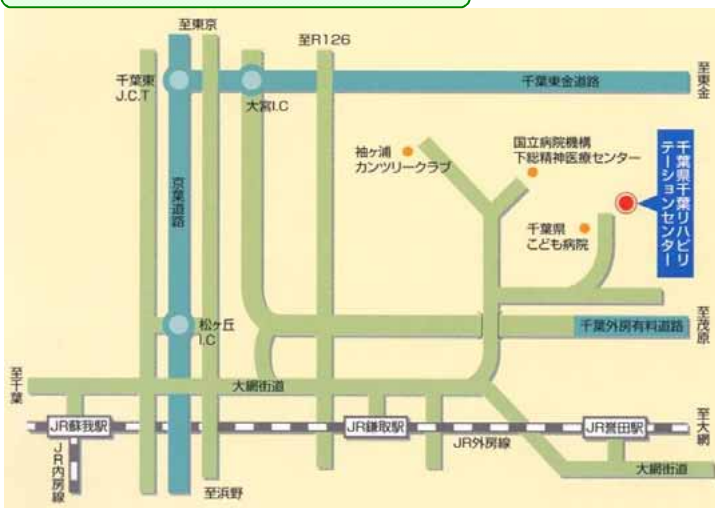 至東京
至R126
千葉東
J.C.T
大宮I.C
千葉東金道路
至東金
袖ヶ浦
カンツリークラブ
国立病院機構
下総精神医療センター
千葉県千葉リハビリ
テーションセンター
京葉道路
千葉県
こども病院
松ヶ丘
I.C
千葉外房有料道路
至茂原
至千葉
大網街道
JR蘇我駅
JR鎌取駅
JR誉田駅
至大網
JR外房線
JR内房線
大網街道
至浜野